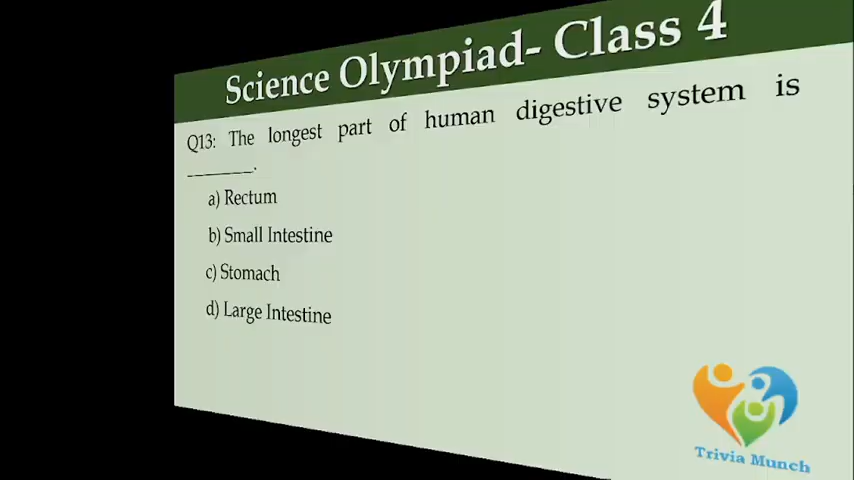 Science Olympiad- Class 4
Q13: The longest part of human digestive system is
_______.
a) Rectum
b) Small Intestine
c) Stomach
d) Large Intestine
Trivia Munch